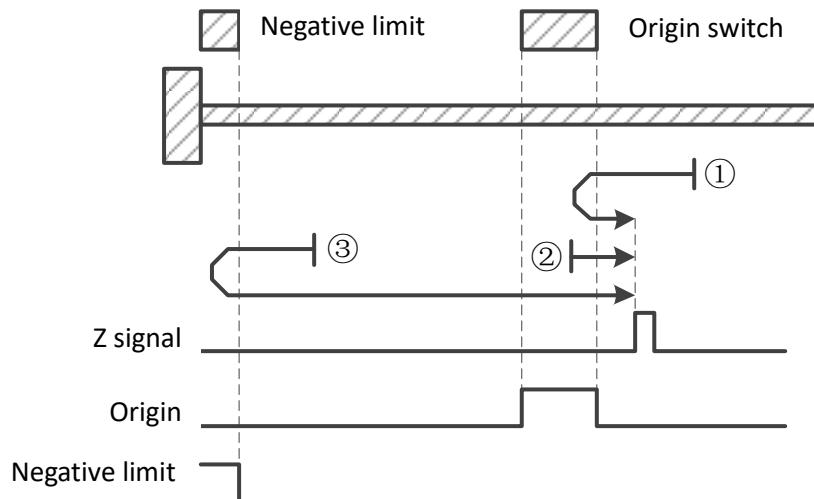 Negative limit
Origin switch
①
③
②
Z signal
Origin
Negative limit